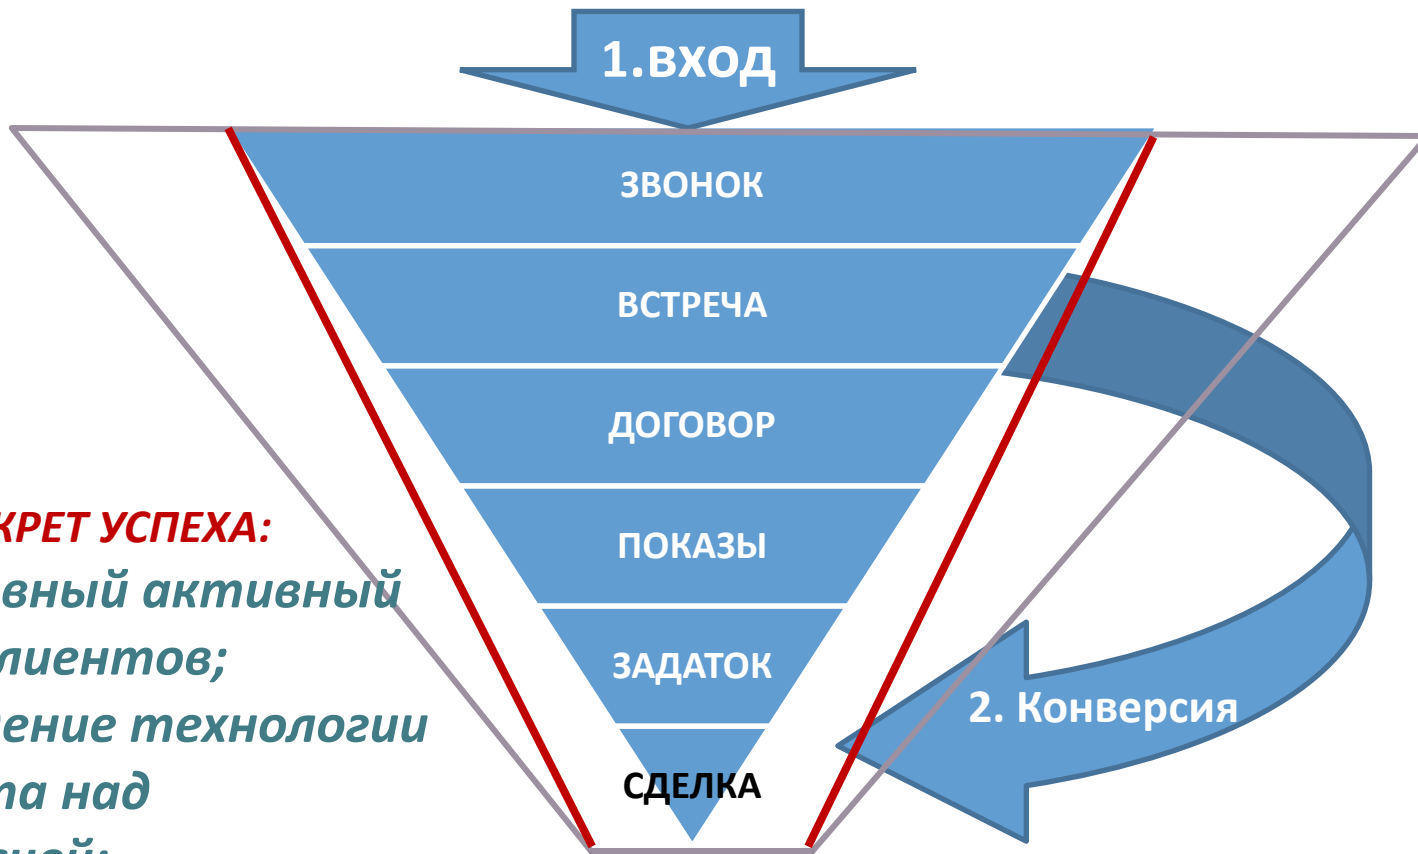 1.вход
ЗВОНОК
ВСТРЕЧА
ДОГОВОР
ПОКАЗЫ
ЗАДАТОК
СДЕЛКА
2. Конверсия
КРЕТ УСПЕХА:
вный активный
лиентов;
ение технологии
та над